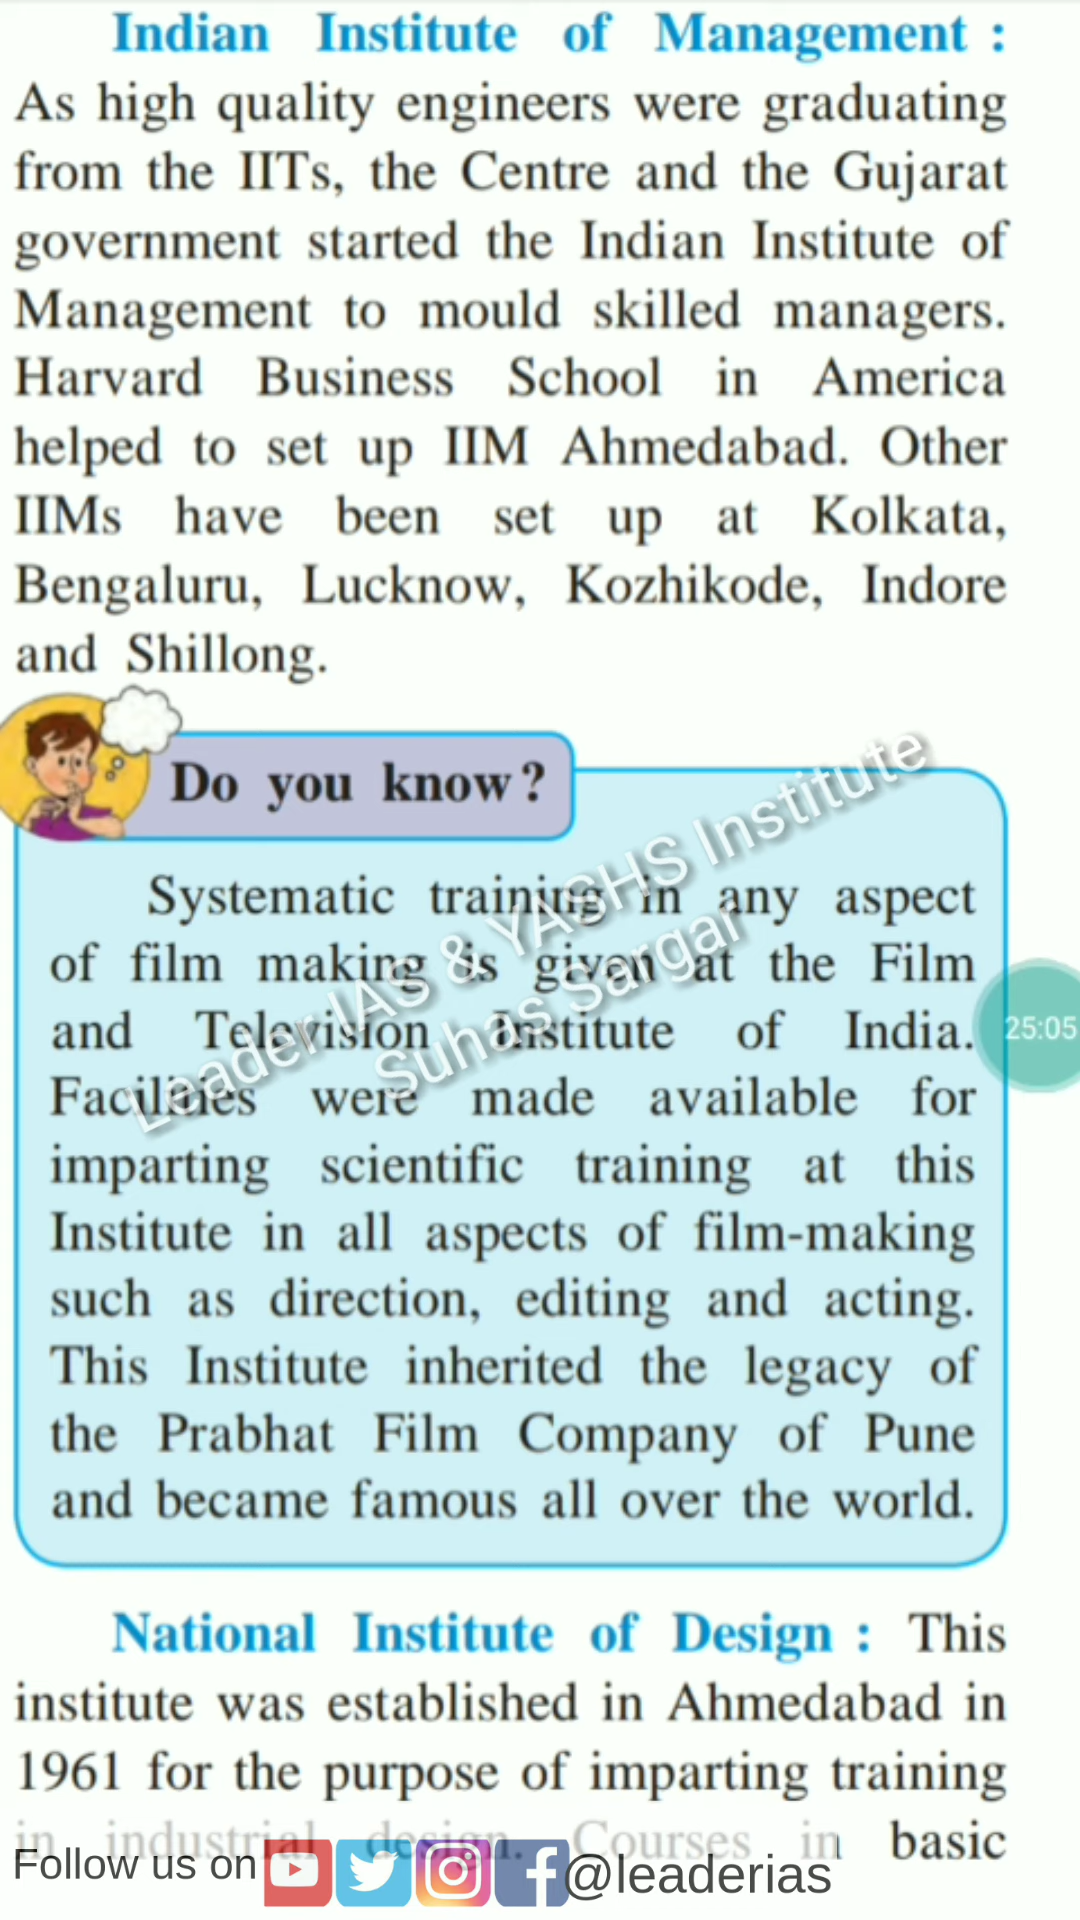 Indian Institute of Management :
As high quality engineers were graduating
from the IITs, the Centre and the Gujarat
government started the Indian Institute of
Management to mould skilled managers.
Harvard Business School in America
helped to set up IIM Ahmedabad. Other
IIMs have been set up at Kolkata,
Bengaluru, Lucknow, Kozhikode, Indore
and Shillong.
Do you know?
Systematic training in any aspect
of film making is given at the Film
and Television Institute of India.
Facilities were made available for
imparting scientific training at this
Institute in all aspects of film-making
such as direction, editing and acting.
This Institute inherited the legacy of
the Prabhat Film Company of Pune
and became famous all over the world.
Leader IAS & YASHS Institute
Suhas Sargar
25:05
National Institute of Design : This
institute was established in Ahmedabad in
1961 for the purpose of imparting training
in industrial design. Courses in basic
Follow us on @leaderias